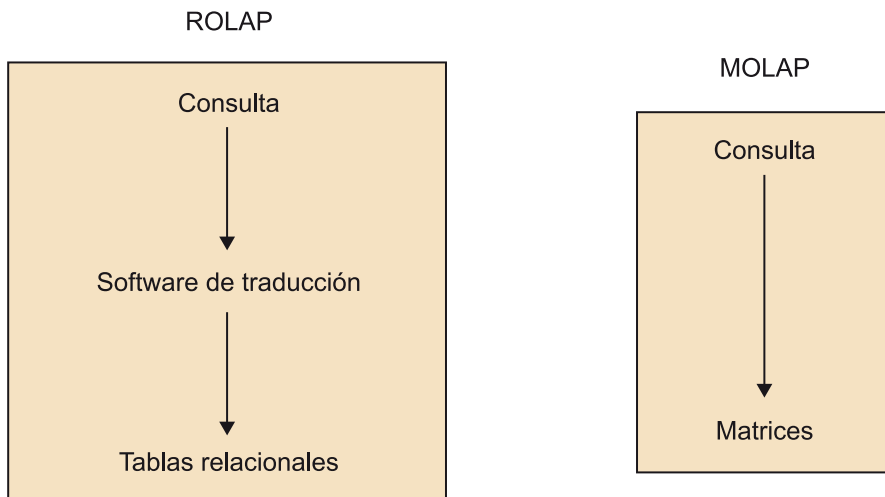 ROLAP
Consulta
Software de traducción
Tablas relacionales
MOLAP
Consulta
Matrices